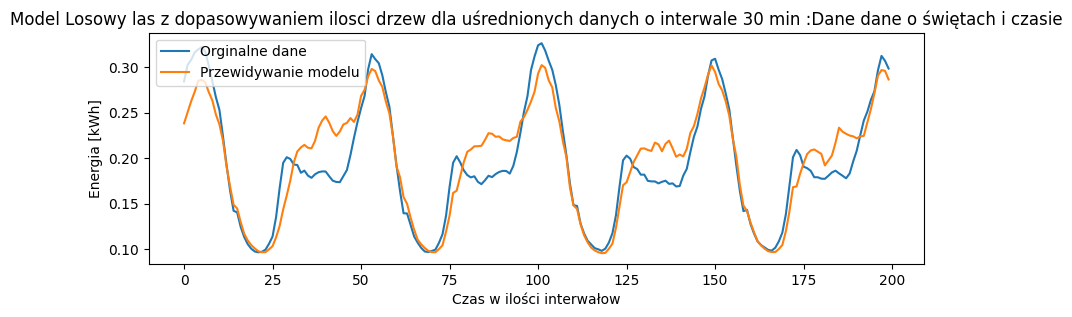 Model Losowy las z dopasowywaniem ilosci drzew dla uśrednionych danych o interwale 30 min :Dane dane o świętach i czasie
Orginalne dane
Przewidywanie modelu
Energia [kWh]
0.30
0.25
0.20
0.15
0.10
0 25 50 75 100 125 150 175 200
Czas w ilości interwałow